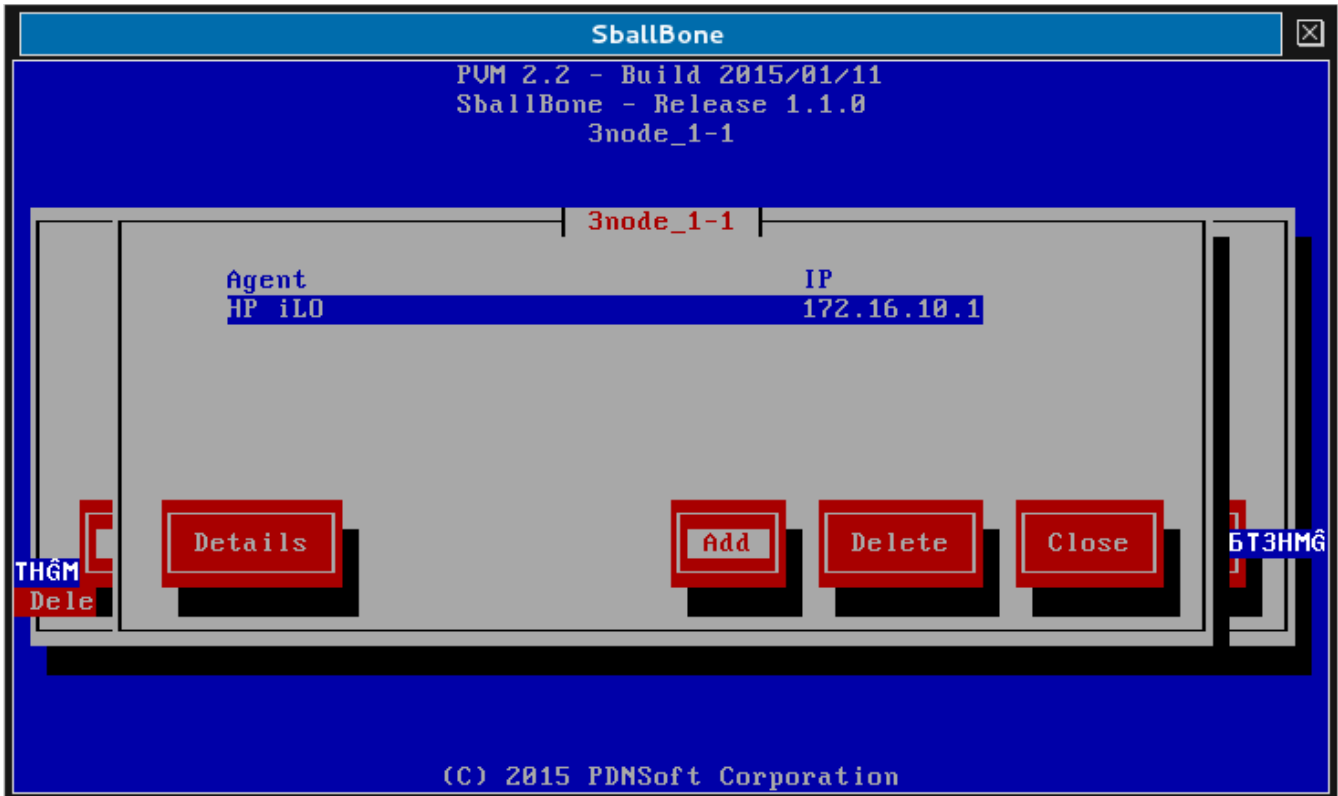 SballBone
PVM 2.2 - Build 2015/01/11
SballBone - Release 1.1.0
3node_1-1
3node_1-1
Agent IP
HP iLO 172.16.10.1
Details Add Delete Close
БТЗНМĜ
THĜM
Dele
(C) 2015 PDNSoft Corporation